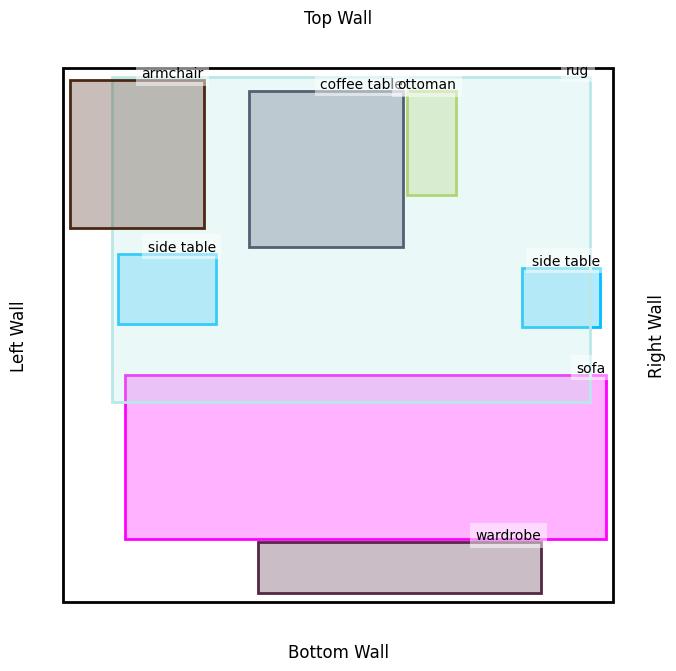 Top Wall
rug
armchair
coffee table
ottoman
side table
side table
Left Wall
Right Wall
sofa
wardrobe
Bottom Wall